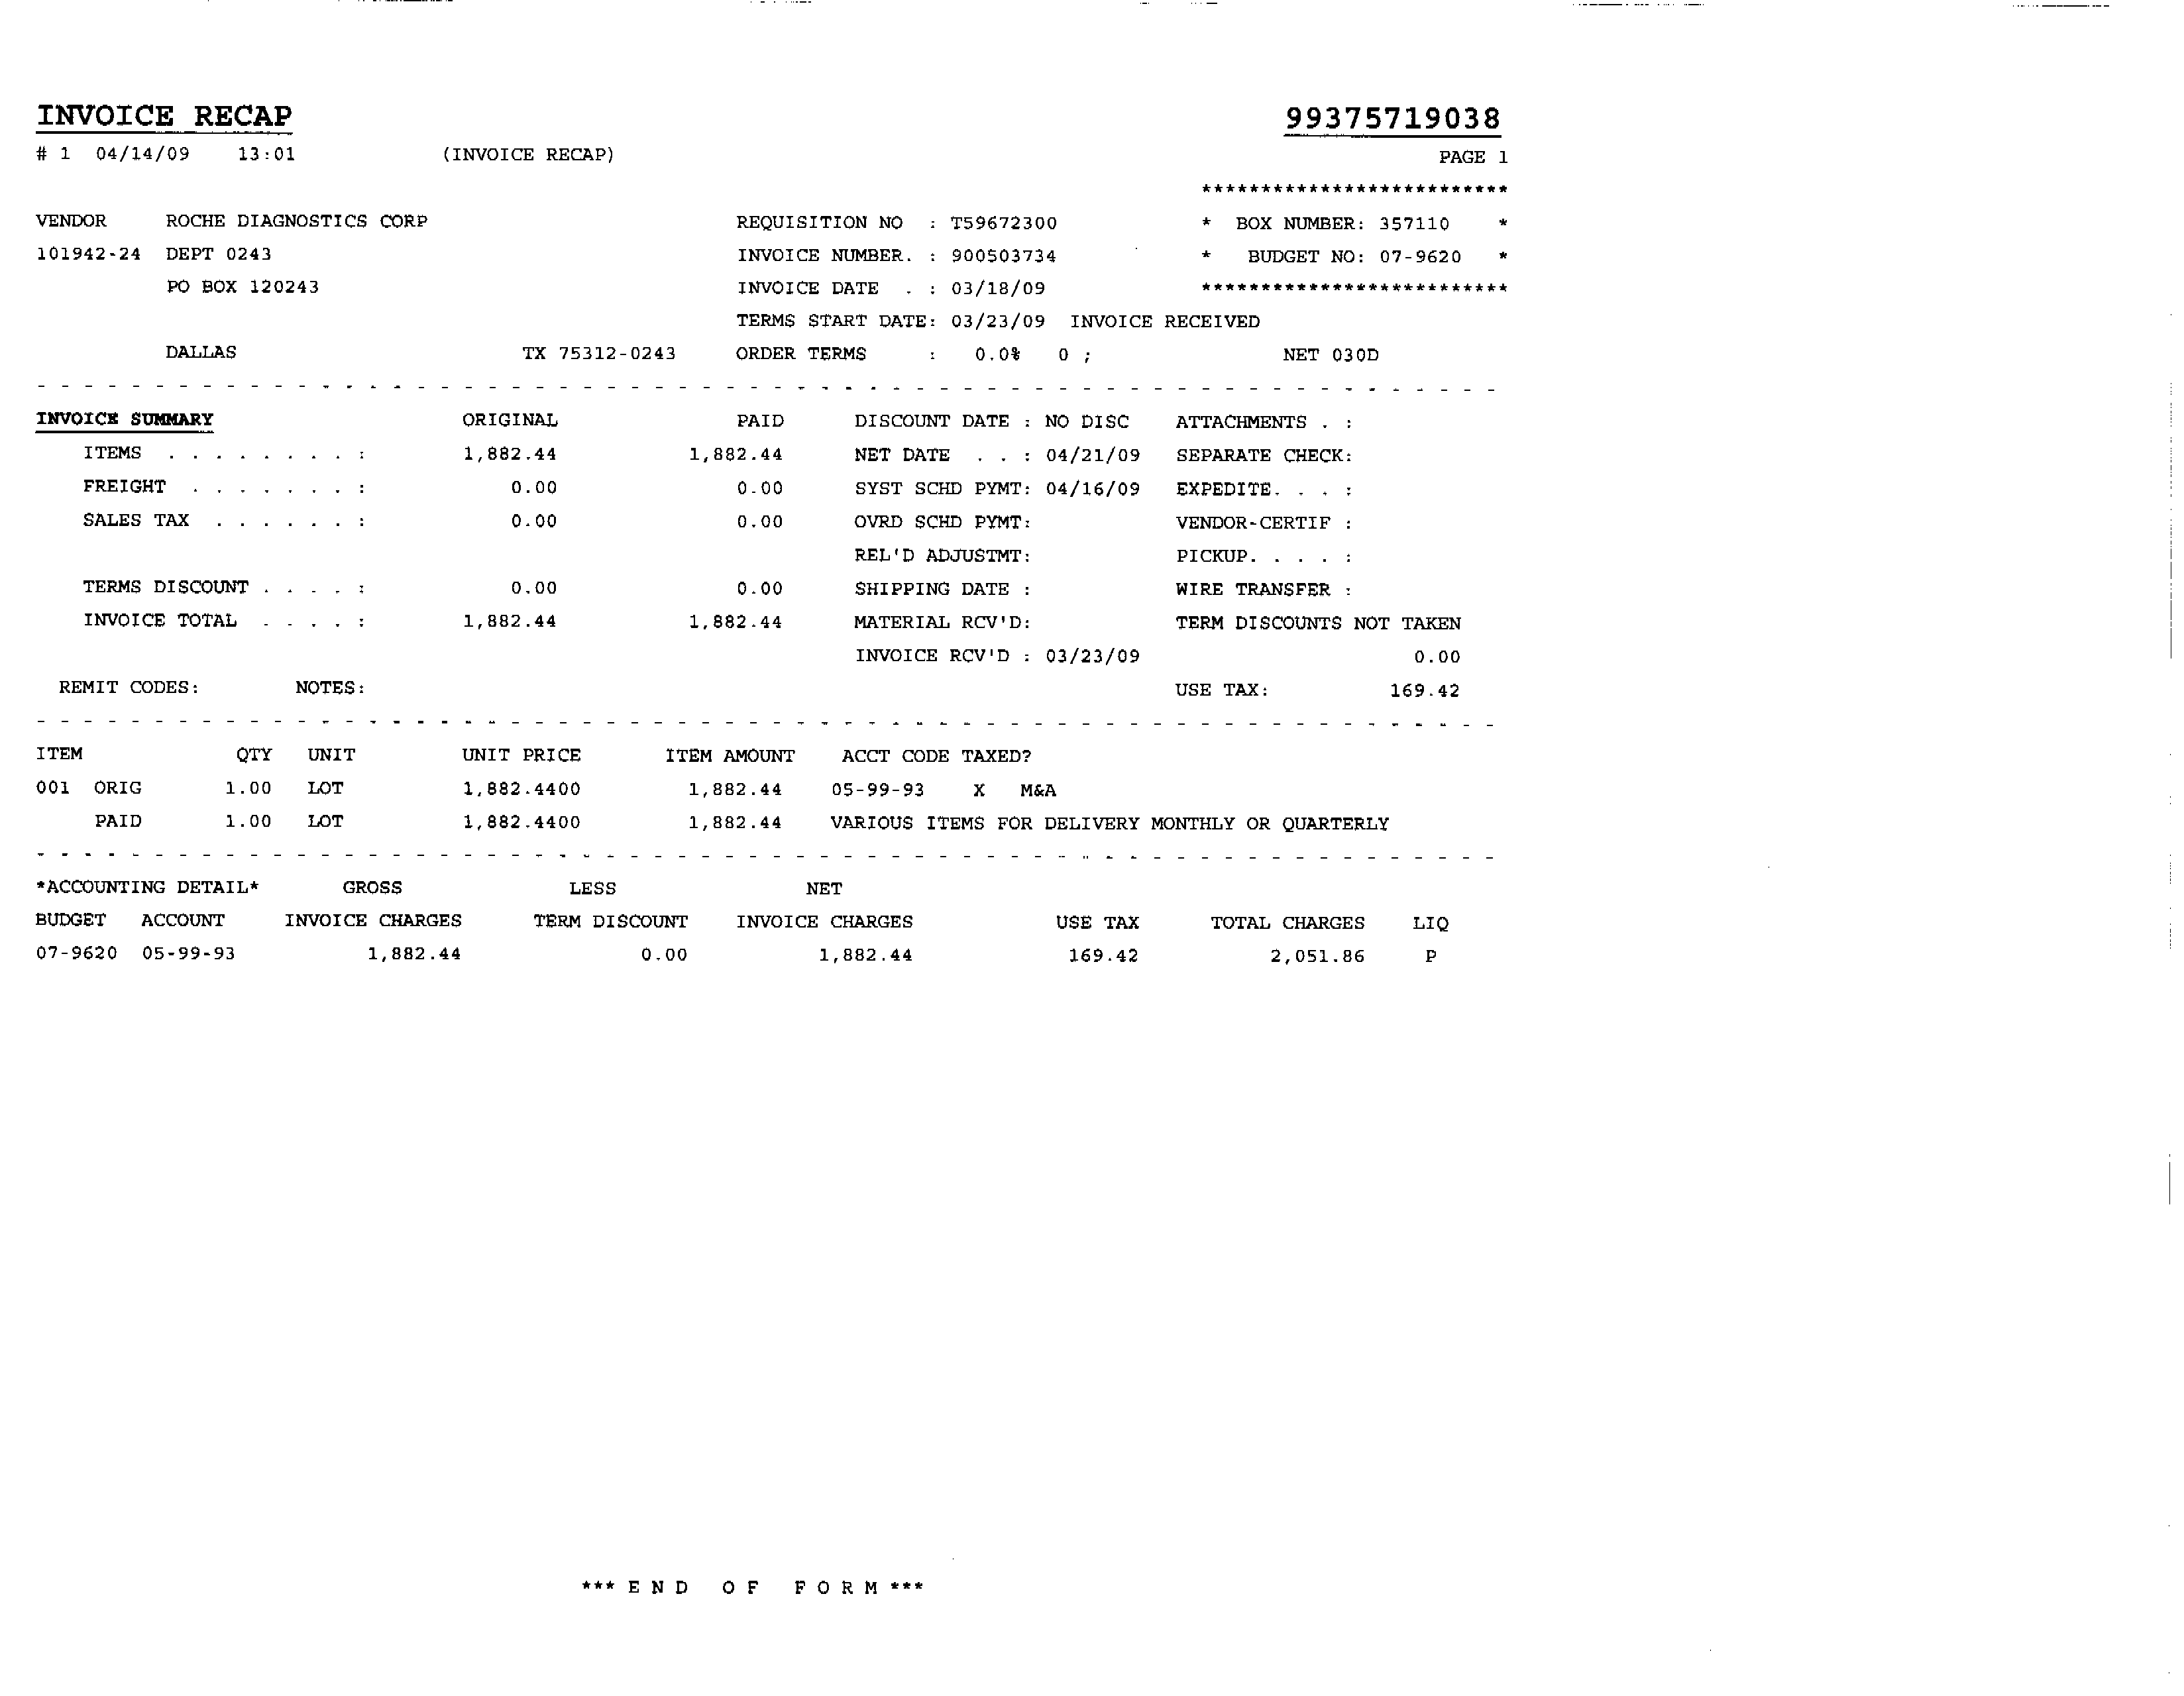 INVOICE RECAP 99375719038
# 1 04/14/09 13:01 (INVOICE RECAP) PAGE 1
**************************
VENDOR ROCHE DIAGNOSTICS CORP REQUISITION NO : T59672300 * BOX NUMBER: 357110 *
101942-24 DEPT 0243 INVOICE NUMBER. : 900503734 * BUDGET NO: 07-9620 *
PO BOX 120243 INVOICE DATE . : 03/18/09 **************************
TERMS START DATE: 03/23/09 INVOICE RECEIVED
DALLAS TX 75312-0243 ORDER TERMS : 0.0% 0 ; NET 030D
- - - - - - - - - - - - - - - - - - - - - - - - - - - - - - - - - - - - - - - - - - - - - - - - - - - - - - - - - - - - - -
INVOICE SUMMARY ORIGINAL PAID DISCOUNT DATE : NO DISC ATTACHMENTS . :
ITEMS . . . . . . . . : 1,882.44 1,882.44 NET DATE . . : 04/21/09 SEPARATE CHECK:
FREIGHT . . . . . . . : 0.00 0.00 SYST SCHD PYMT: 04/16/09 EXPEDITE. . . :
SALES TAX . . . . . . : 0.00 0.00 OVRD SCHD PYMT: VENDOR-CERTIF :
REL'D ADJUSTMT: PICKUP. . . . :
TERMS DISCOUNT . . . . : 0.00 0.00 SHIPPING DATE : WIRE TRANSFER :
INVOICE TOTAL . . . . : 1,882.44 1,882.44 MATERIAL RCV'D: TERM DISCOUNTS NOT TAKEN
INVOICE RCV'D : 03/23/09 0.00
REMIT CODES: NOTES: USE TAX: 169.42
- - - - - - - - - - - - - - - - - - - - - - - - - - - - - - - - - - - - - - - - - - - - - - - - - - - - - - - - - - - - - -
ITEM QTY UNIT UNIT PRICE ITEM AMOUNT ACCT CODE TAXED?
001 ORIG 1.00 LOT 1,882.4400 1,882.44 05-99-93 X M&A
PAID 1.00 LOT 1,882.4400 1,882.44 VARIOUS ITEMS FOR DELIVERY MONTHLY OR QUARTERLY
- - - - - - - - - - - - - - - - - - - - - - - - - - - - - - - - - - - - - - - - - - - - - - - - - - - - - - - - - - - - - -
*ACCOUNTING DETAIL* GROSS LESS NET
BUDGET ACCOUNT INVOICE CHARGES TERM DISCOUNT INVOICE CHARGES USE TAX TOTAL CHARGES LIQ
07-9620 05-99-93 1,882.44 0.00 1,882.44 169.42 2,051.86 P
*** E N D O F F O R M ***